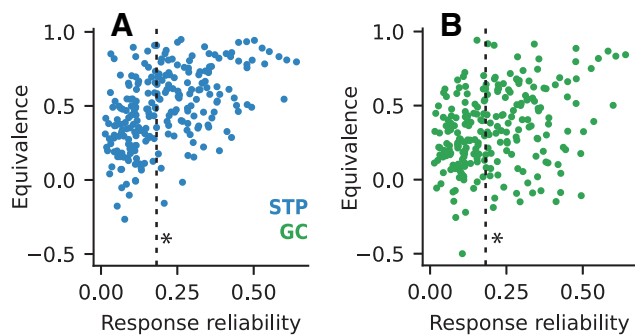 A
B
1.0
0.5
0.0
−0.5
Equivalence
STP
GC
*
0.00
0.25
0.50
Response reliability
1.0
0.5
0.0
−0.5
Equivalence
*
0.00
0.25
0.50
Response reliability